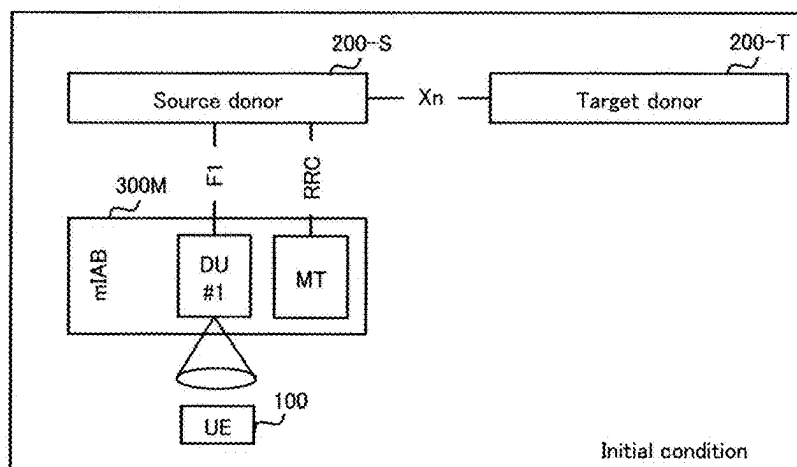 200-S
200-T
Source donor
Xn
Target donor
F1
RRC
300M
mIAB
DU
#1
MT
100
UE
Initial condition